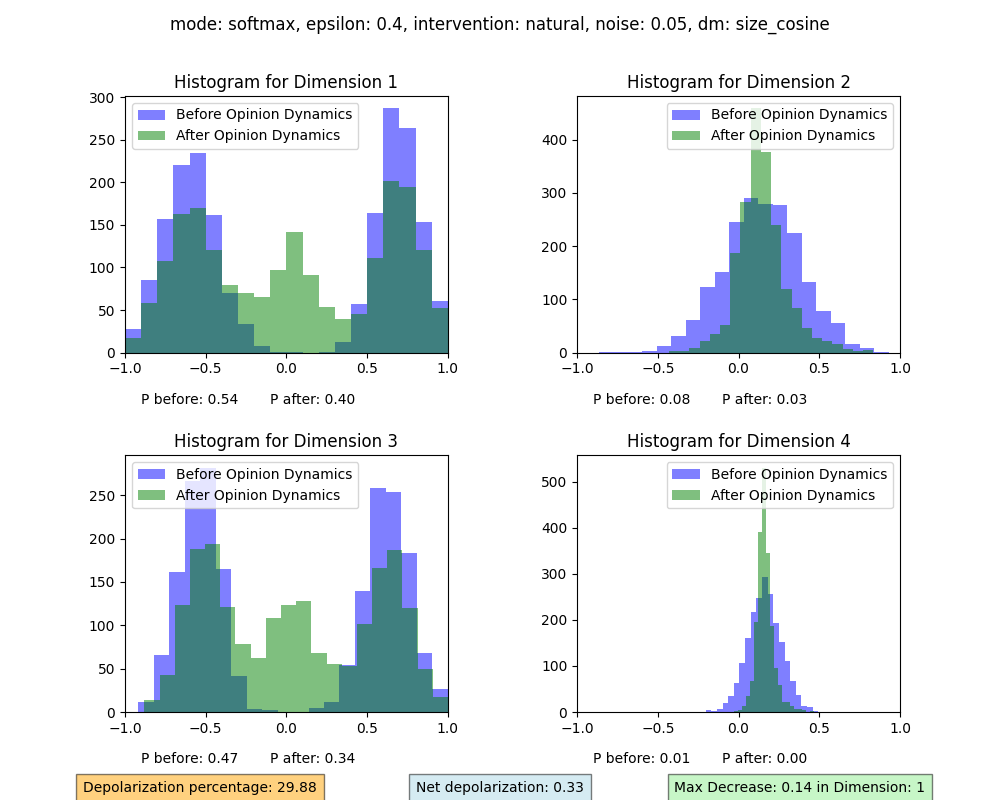 mode: softmax, epsilon: 0.4, intervention: natural, noise: 0.05, dm: size_cosine
Histogram for Dimension 1
Before Opinion Dynamics
After Opinion Dynamics
300
250
200
150
100
50
0
−1.0 −0.5 0.0 0.5 1.0
P before: 0.54 P after: 0.40
Histogram for Dimension 2
Before Opinion Dynamics
After Opinion Dynamics
400
300
200
100
0
−1.0 −0.5 0.0 0.5 1.0
P before: 0.08 P after: 0.03
Histogram for Dimension 3
Before Opinion Dynamics
After Opinion Dynamics
250
200
150
100
50
0
−1.0 −0.5 0.0 0.5 1.0
P before: 0.47 P after: 0.34
Histogram for Dimension 4
Before Opinion Dynamics
After Opinion Dynamics
500
400
300
200
100
0
−1.0 −0.5 0.0 0.5 1.0
P before: 0.01 P after: 0.00
Depolarization percentage: 29.88
Net depolarization: 0.33
Max Decrease: 0.14 in Dimension: 1